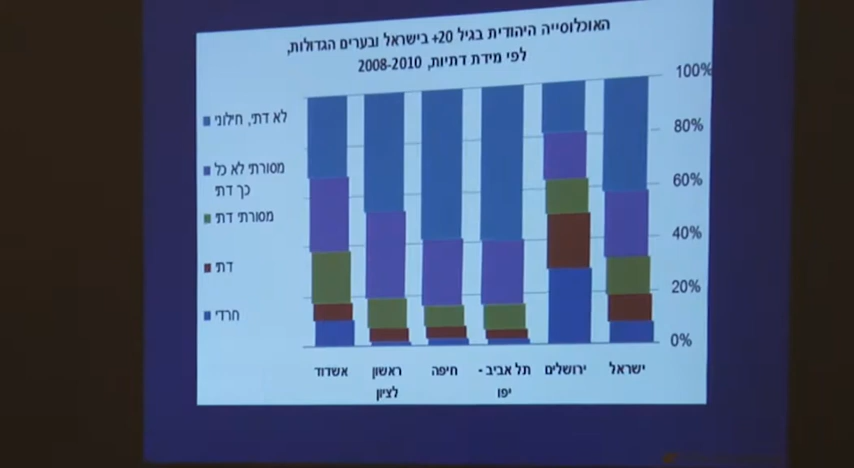 האוכלוסייה היהודית בגיל 20+ בישראל ובערים הגדולות,
לפי מידת דתיות, 2008-2010
100%
80%
60%
40%
20%
0%
לא דתי, חילוני
מסורתי לא כל
כך דתי
מסורתי דתי
דתי
חרדי
ישראל
ירושלים
תל אביב -
יפו
חיפה
ראשון
לציון
אשדוד